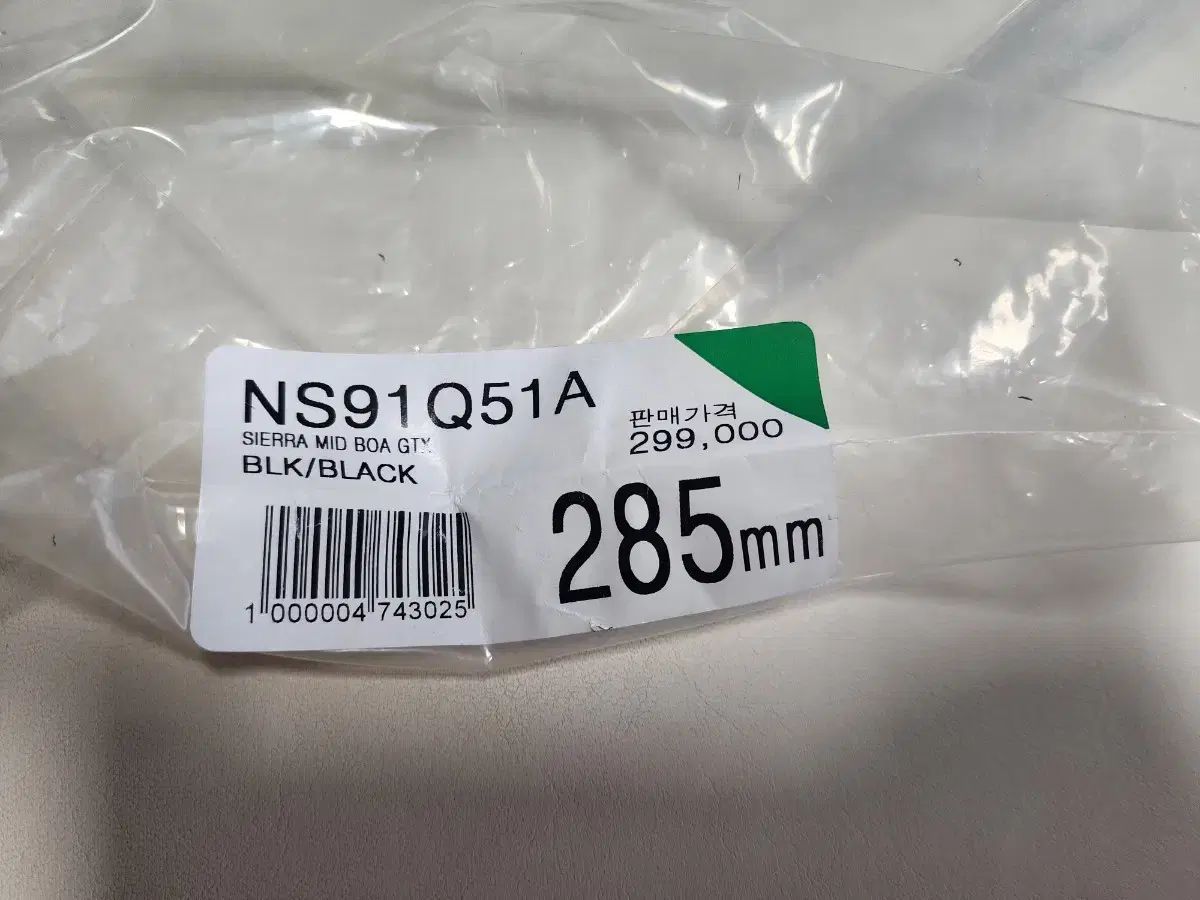 NS91Q51A
SIERRA MID BOA GTX
BLK/BLACK
판매가격
299,000
285mm
1 000004 743025